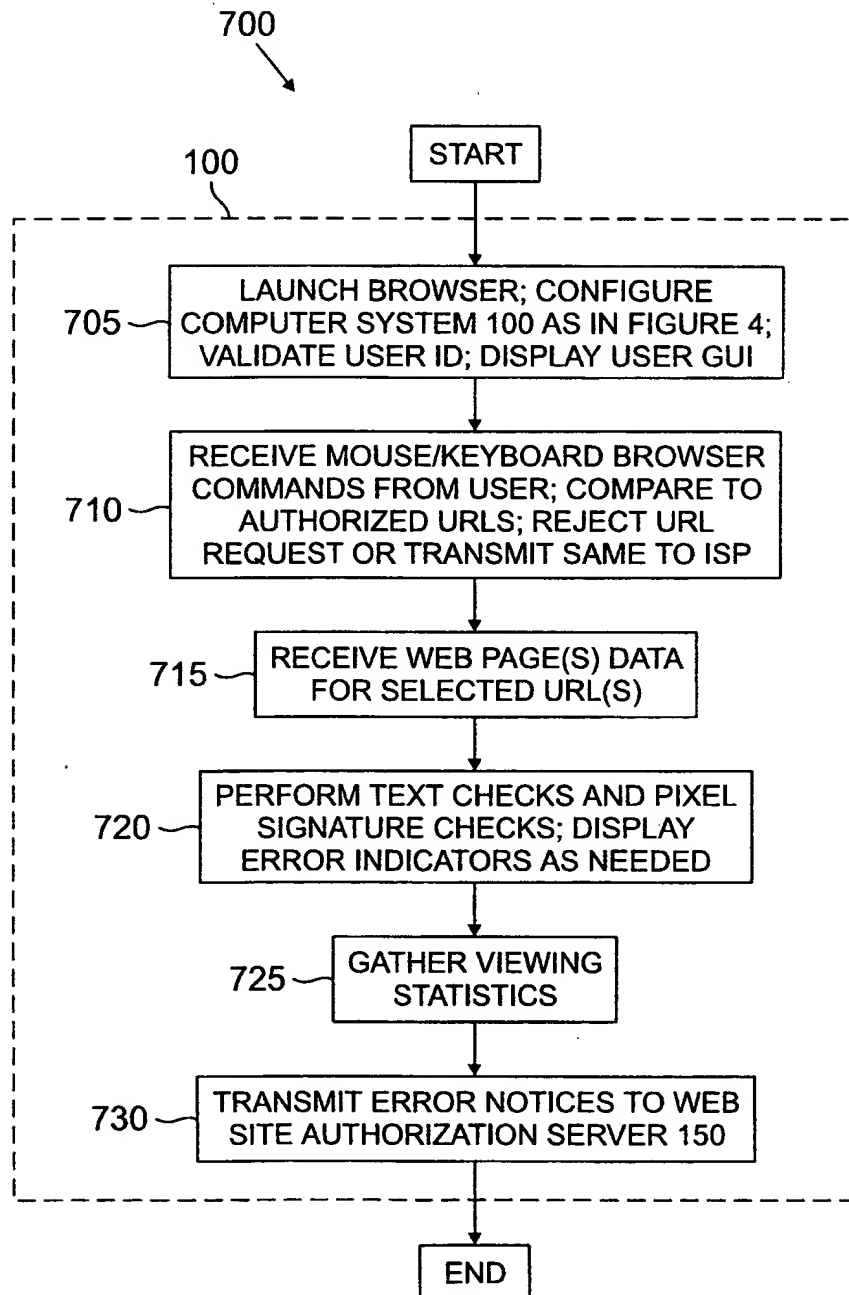 700
START
100
705
LAUNCH BROWSER; CONFIGURE
COMPUTER SYSTEM 100 AS IN FIGURE 4;
VALIDATE USER ID; DISPLAY USER GUI
710
RECEIVE MOUSE/KEYBOARD BROWSER
COMMANDS FROM USER; COMPARE TO
AUTHORIZED URLS; REJECT URL
REQUEST OR TRANSMIT SAME TO ISP
715
RECEIVE WEB PAGE(S) DATA
FOR SELECTED URL(S)
720
PERFORM TEXT CHECKS AND PIXEL
SIGNATURE CHECKS; DISPLAY
ERROR INDICATORS AS NEEDED
725
GATHER VIEWING
STATISTICS
730
TRANSMIT ERROR NOTICES TO WEB
SITE AUTHORIZATION SERVER 150
END